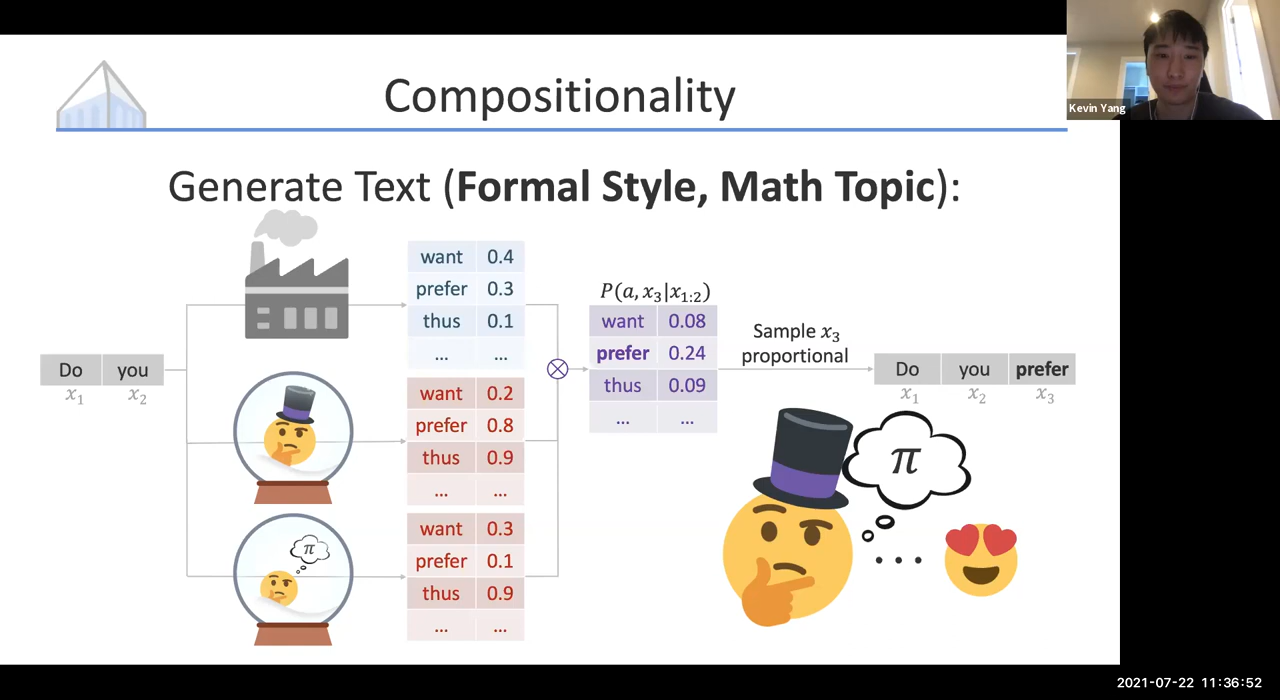 Compositionality
Kevin Yang
Generate Text (Formal Style, Math Topic):
Do you
x1 x2
want 0.4
prefer 0.3
thus 0.1
... ...
want 0.2
prefer 0.8
thus 0.9
... ...
π
want 0.3
prefer 0.1
thus 0.9
... ...
P(a, x3|x1:2)
want 0.08
prefer 0.24
thus 0.09
... ...
Sample x3
proportional
Do you prefer
x1 x2 x3
π
...
2021-07-22 11:36:52